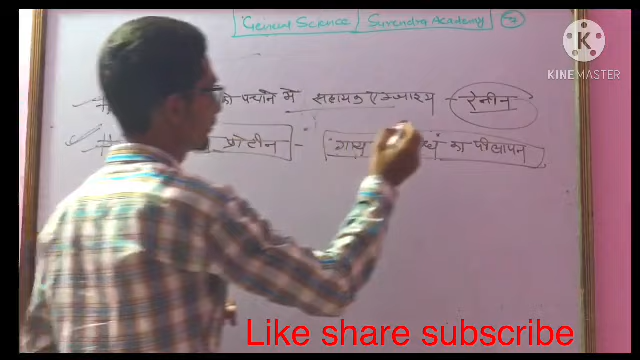 General Science | Surendra Academy
K
KINEMASTER
पचाने में सहायक एन्जाइम - रेनीन
# प्रोटीन - गाय का पीलापन
Like share subscribe